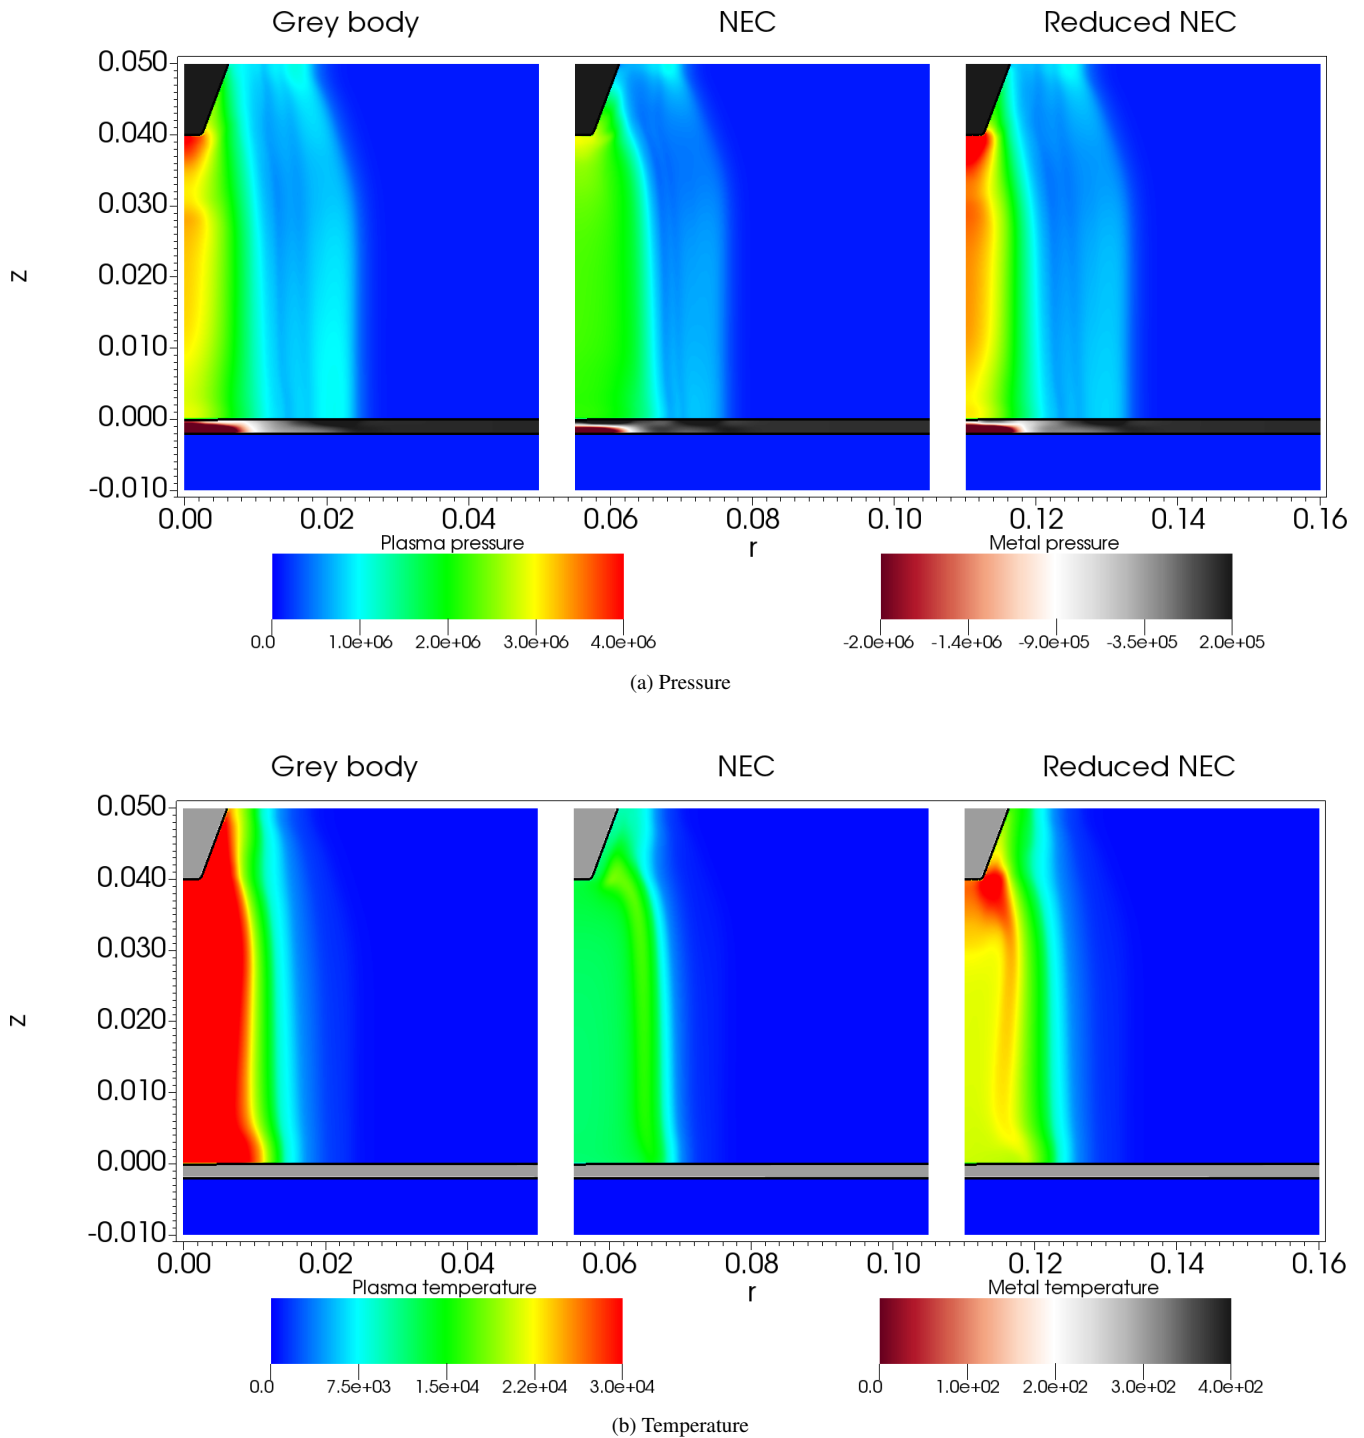 Grey body NEC Reduced NEC
0.050
0.040
0.030
z
0.020
0.010
0.000
-0.010
0.00 0.02 0.04 0.06 0.08 0.10 0.12 0.14 0.16
Plasma pressure r Metal pressure
0.0 1.0e+06 2.0e+06 3.0e+06 4.0e+06 -2.0e+06 -1.4e+06 -9.0e+05 -3.5e+05 2.0e+05
(a) Pressure
Grey body NEC Reduced NEC
0.050
0.040
0.030
z
0.020
0.010
0.000
-0.010
0.00 0.02 0.04 0.06 0.08 0.10 0.12 0.14 0.16
Plasma temperature r Metal temperature
0.0 7.5e+03 1.5e+04 2.2e+04 3.0e+04 0.0 1.0e+02 2.0e+02 3.0e+02 4.0e+02
(b) Temperature